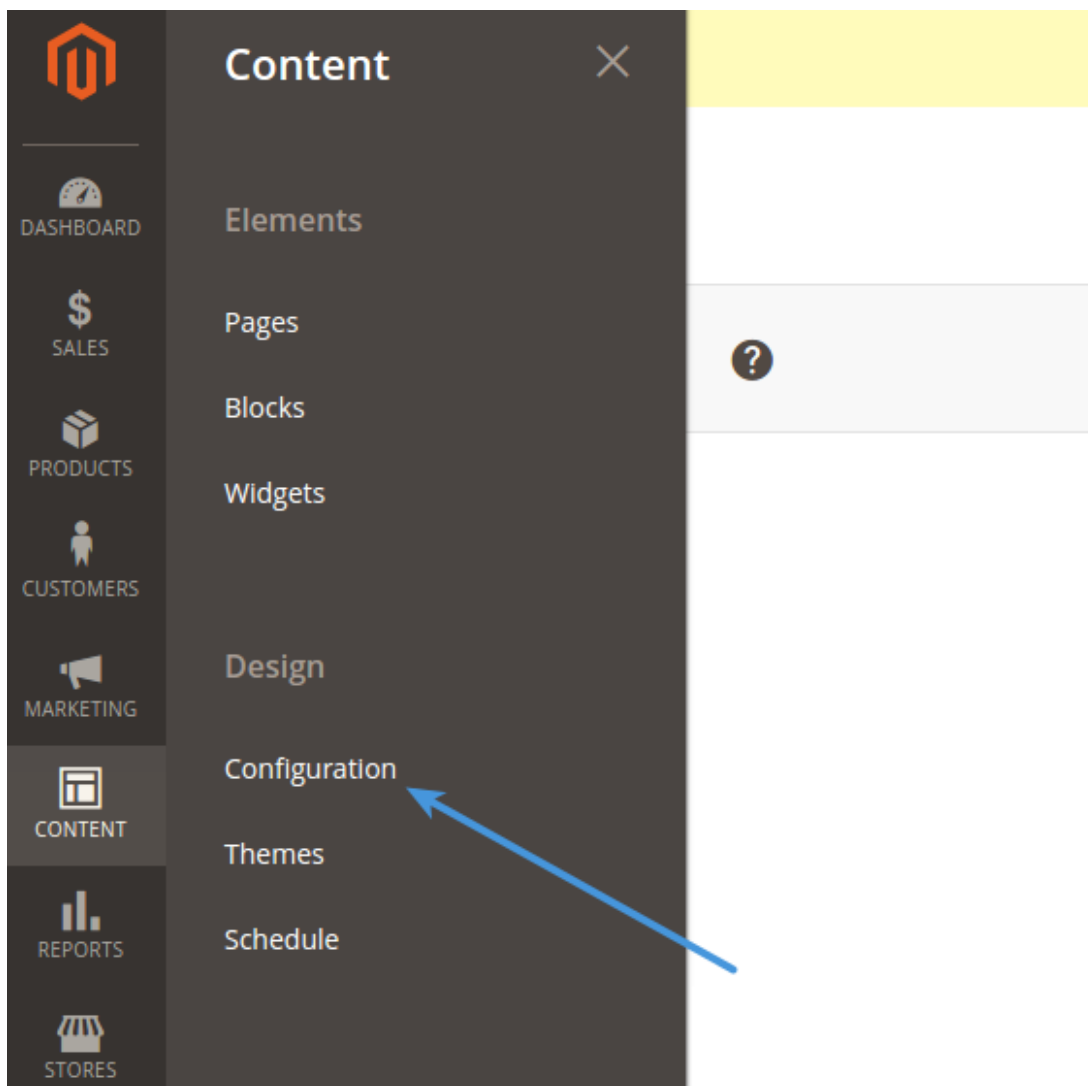 DASHBOARD
SALES
PRODUCTS
CUSTOMERS
MARKETING
CONTENT
REPORTS
STORES
Content
Elements
Pages
Blocks
Widgets
Design
Configuration
Themes
Schedule
?